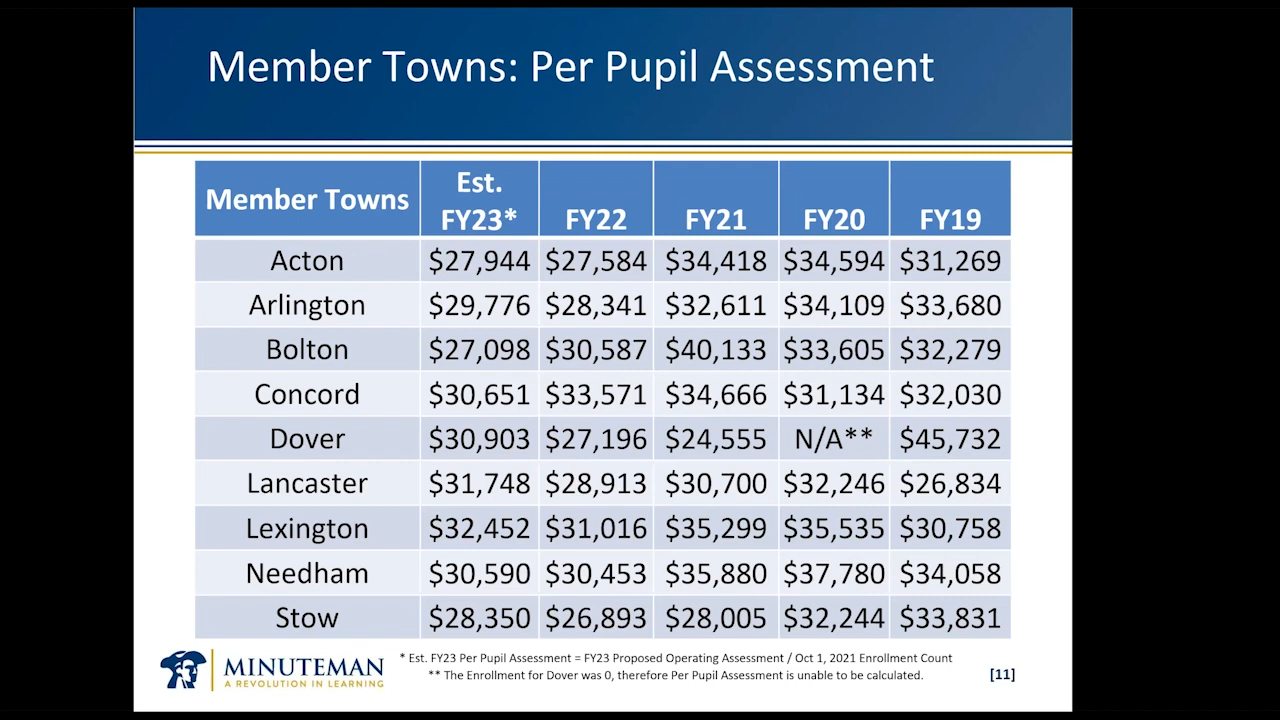 Member Towns: Per Pupil Assessment
Member Towns Est. FY23* FY22 FY21 FY20 FY19
Acton $27,944 $27,584 $34,418 $34,594 $31,269
Arlington $29,776 $28,341 $32,611 $34,109 $33,680
Bolton $27,098 $30,587 $40,133 $33,605 $32,279
Concord $30,651 $33,571 $34,666 $31,134 $32,030
Dover $30,903 $27,196 $24,555 N/A** $45,732
Lancaster $31,748 $28,913 $30,700 $32,246 $26,834
Lexington $32,452 $31,016 $35,299 $35,535 $30,758
Needham $30,590 $30,453 $35,880 $37,780 $34,058
Stow $28,350 $26,893 $28,005 $32,244 $33,831
* Est. FY23 Per Pupil Assessment = FY23 Proposed Operating Assessment / Oct 1, 2021 Enrollment Count
** The Enrollment for Dover was 0, therefore Per Pupil Assessment is unable to be calculated.
MINUTEMAN
A REVOLUTION IN LEARNING
[11]